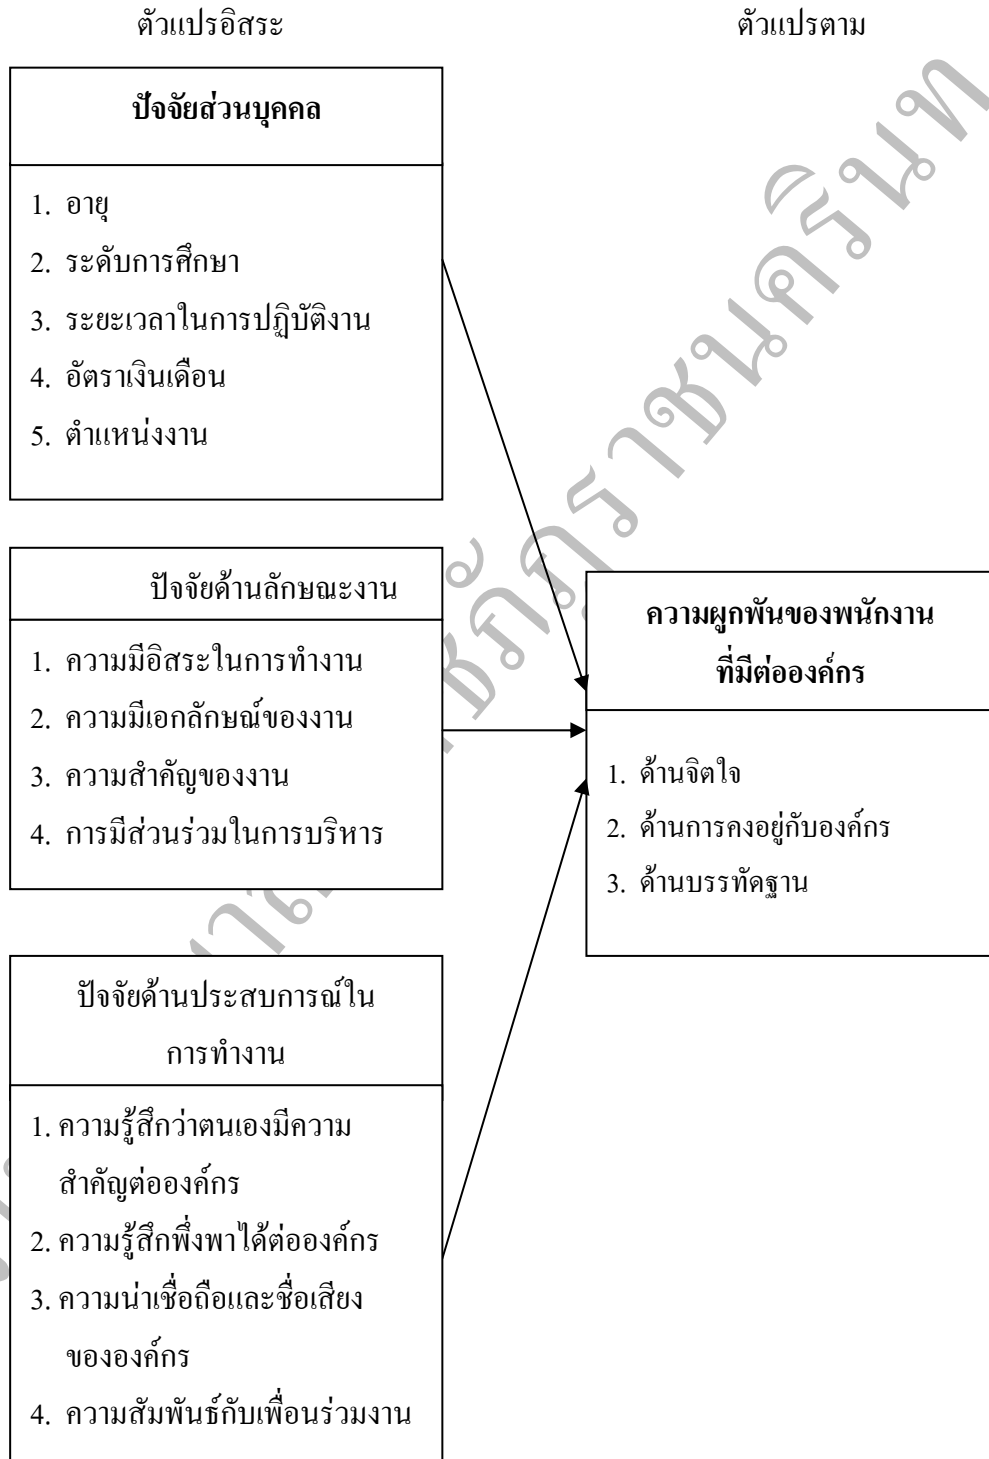 ตัวแปรอิสระ
ตัวแปรตาม
ปัจจัยส่วนบุคคล
1. อายุ
2. ระดับการศึกษา
3. ระยะเวลาในการปฏิบัติงาน
4. อัตราเงินเดือน
5. ตำแหน่งงาน
ปัจจัยด้านลักษณะงาน
1. ความมีอิสระในการทำงาน
2. ความมีเอกลักษณ์ของงาน
3. ความสำคัญของงาน
4. การมีส่วนร่วมในการบริหาร
ปัจจัยด้านประสบการณ์ใน
การทำงาน
1. ความรู้สึกว่าตนเองมีความ
สำคัญต่อองค์กร
2. ความรู้สึกพึ่งพาได้ต่อองค์กร
3. ความน่าเชื่อถือและชื่อเสียง
ขององค์กร
4. ความสัมพันธ์กับเพื่อนร่วมงาน
ความผูกพันของพนักงาน
ที่มีต่อองค์กร
1. ด้านจิตใจ
2. ด้านการคงอยู่กับองค์กร
3. ด้านบรรทัดฐาน